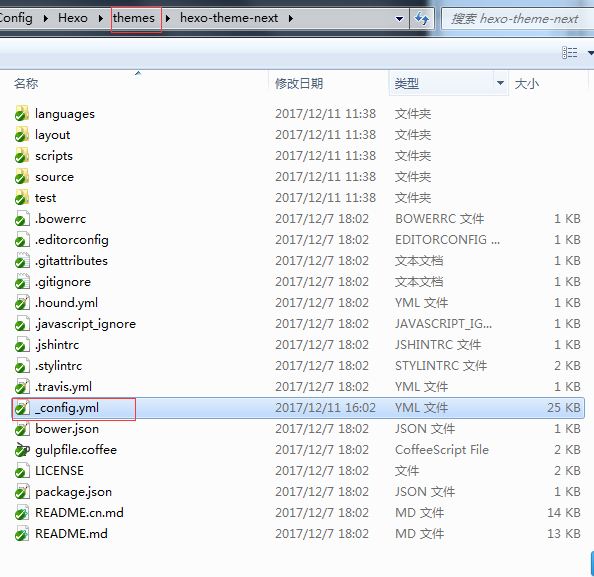 Config Hexo themes hexo-theme-next 搜索 hexo-theme-next
名称 修改日期 类型 大小
languages 2017/12/11 11:38 文件夹
layout 2017/12/11 11:38 文件夹
scripts 2017/12/11 11:38 文件夹
source 2017/12/11 11:38 文件夹
test 2017/12/11 11:38 文件夹
.bowerrc 2017/12/7 18:02 BOWERRC 文件 1 KB
.editorconfig 2017/12/7 18:02 EDITORCONFIG ... 1 KB
.gitattributes 2017/12/7 18:02 文本文档 1 KB
.gitignore 2017/12/7 18:02 文本文档 1 KB
.hound.yml 2017/12/7 18:02 YML 文件 1 KB
.javascript_ignore 2017/12/7 18:02 JAVASCRIPT_IG... 1 KB
.jshintrc 2017/12/7 18:02 JSHINTRC 文件 1 KB
.stylintrc 2017/12/7 18:02 STYLINTRC 文件 2 KB
.travis.yml 2017/12/7 18:02 YML 文件 1 KB
_config.yml 2017/12/11 16:02 YML 文件 25 KB
bower.json 2017/12/7 18:02 JSON 文件 1 KB
gulpfile.coffee 2017/12/7 18:02 CoffeeScript File 2 KB
LICENSE 2017/12/7 18:02 文件 2 KB
package.json 2017/12/7 18:02 JSON 文件 1 KB
README.cn.md 2017/12/7 18:02 MD 文件 14 KB
README.md 2017/12/7 18:02 MD 文件 13 KB